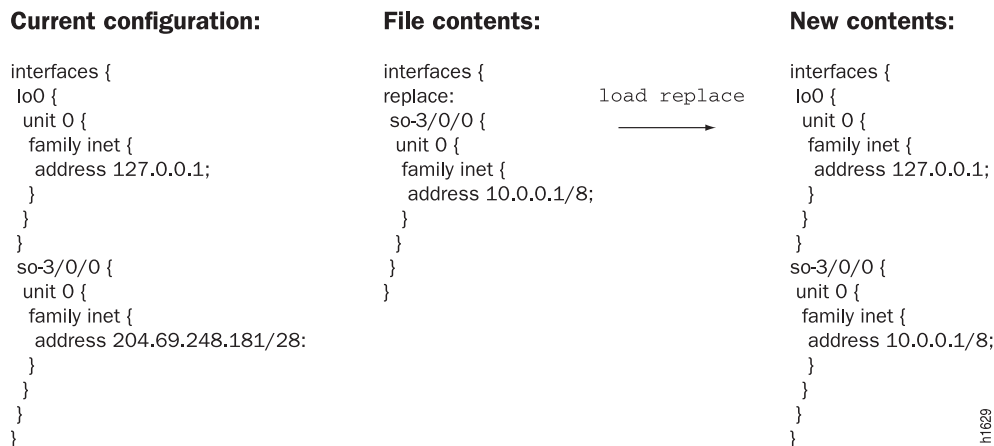 Current configuration:
interfaces {
lo0 {
unit 0 {
family inet {
address 127.0.0.1;
}
}
}
so-3/0/0 {
unit 0 {
family inet {
address 204.69.248.181/28:
}
}
}
}
File contents:
interfaces {
replace:
so-3/0/0 {
unit 0 {
family inet {
address 10.0.0.1/8;
}
}
}
}
load replace
New contents:
interfaces {
lo0 {
unit 0 {
family inet {
address 127.0.0.1;
}
}
}
so-3/0/0 {
unit 0 {
family inet {
address 10.0.0.1/8;
}
}
}
}
h1629